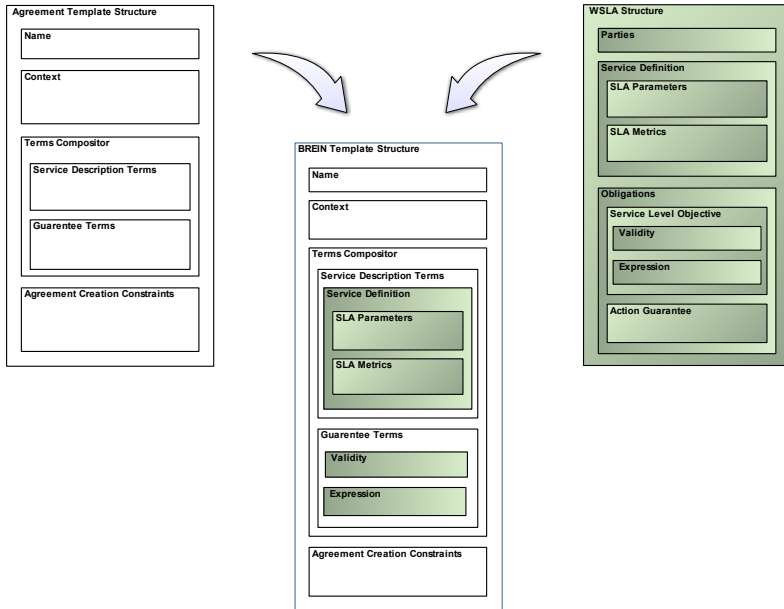 Agreement Template Structure
Name
Context
Terms Compositor
Service Description Terms
Guarentee Terms
Agreement Creation Constraints
BREIN Template Structure
Name
Context
Terms Compositor
Service Description Terms
Service Definition
SLA Parameters
SLA Metrics
Guarentee Terms
Validity
Expression
Agreement Creation Constraints
WSLA Structure
Parties
Service Definition
SLA Parameters
SLA Metrics
Obligations
Service Level Objective
Validity
Expression
Action Guarantee